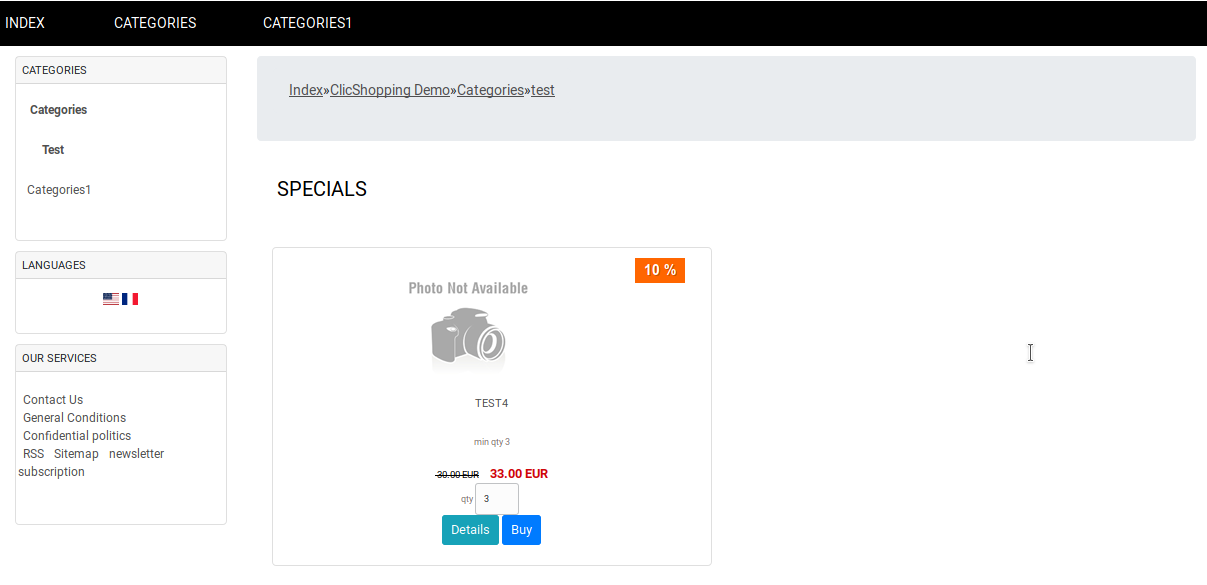 INDEX CATEGORIES CATEGORIES1
CATEGORIES
Categories
Test
Categories1
LANGUAGES
OUR SERVICES
Contact Us
General Conditions
Confidential politics
RSS Sitemap newsletter
subscription
Index»ClicShopping Demo»Categories»test
SPECIALS
10 %
Photo Not Available
TEST4
min qty 3
30.00 EUR 33.00 EUR
qty 3
Details Buy